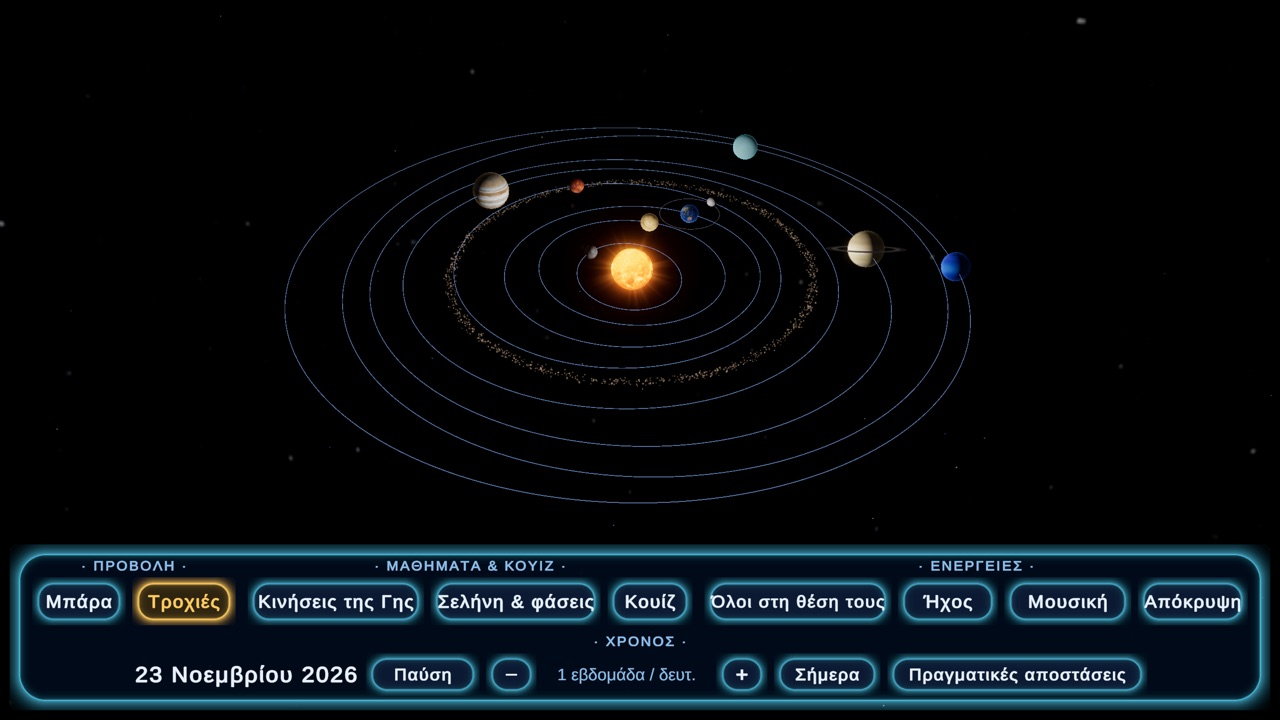 · ΠΡΟΒΟΛΗ · · ΜΑΘΗΜΑΤΑ & ΚΟΥΙΖ · · ΕΝΕΡΓΕΙΕΣ ·
Μπάρα Τροχιές Κινήσεις της Γης Σελήνη & φάσεις Κουίζ Όλοι στη θέση τους Ήχος Μουσική Απόκρυψη
· ΧΡΟΝΟΣ ·
23 Νοεμβρίου 2026 Παύση − 1 εβδομάδα / δευτ. + Σήμερα Πραγματικές αποστάσεις